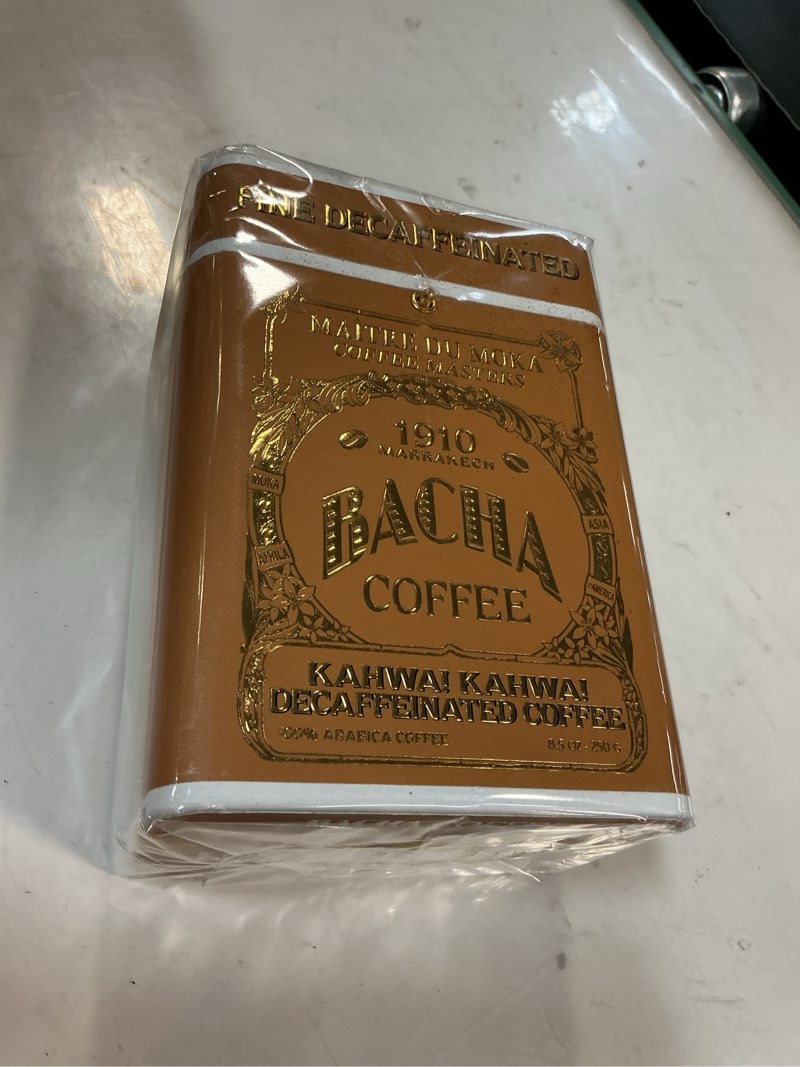 FINE DECAFFEINATED
MAITRE DU MOKA
COFFEE MASTERS
1910
MARRAKECH
MOKA
ASIA
AMERICA
BACHA
COFFEE
KAHWA! KAHWA!
DECAFFEINATED COFFEE
100% ARABICA COFFEE
8.5 OZ - 250 G